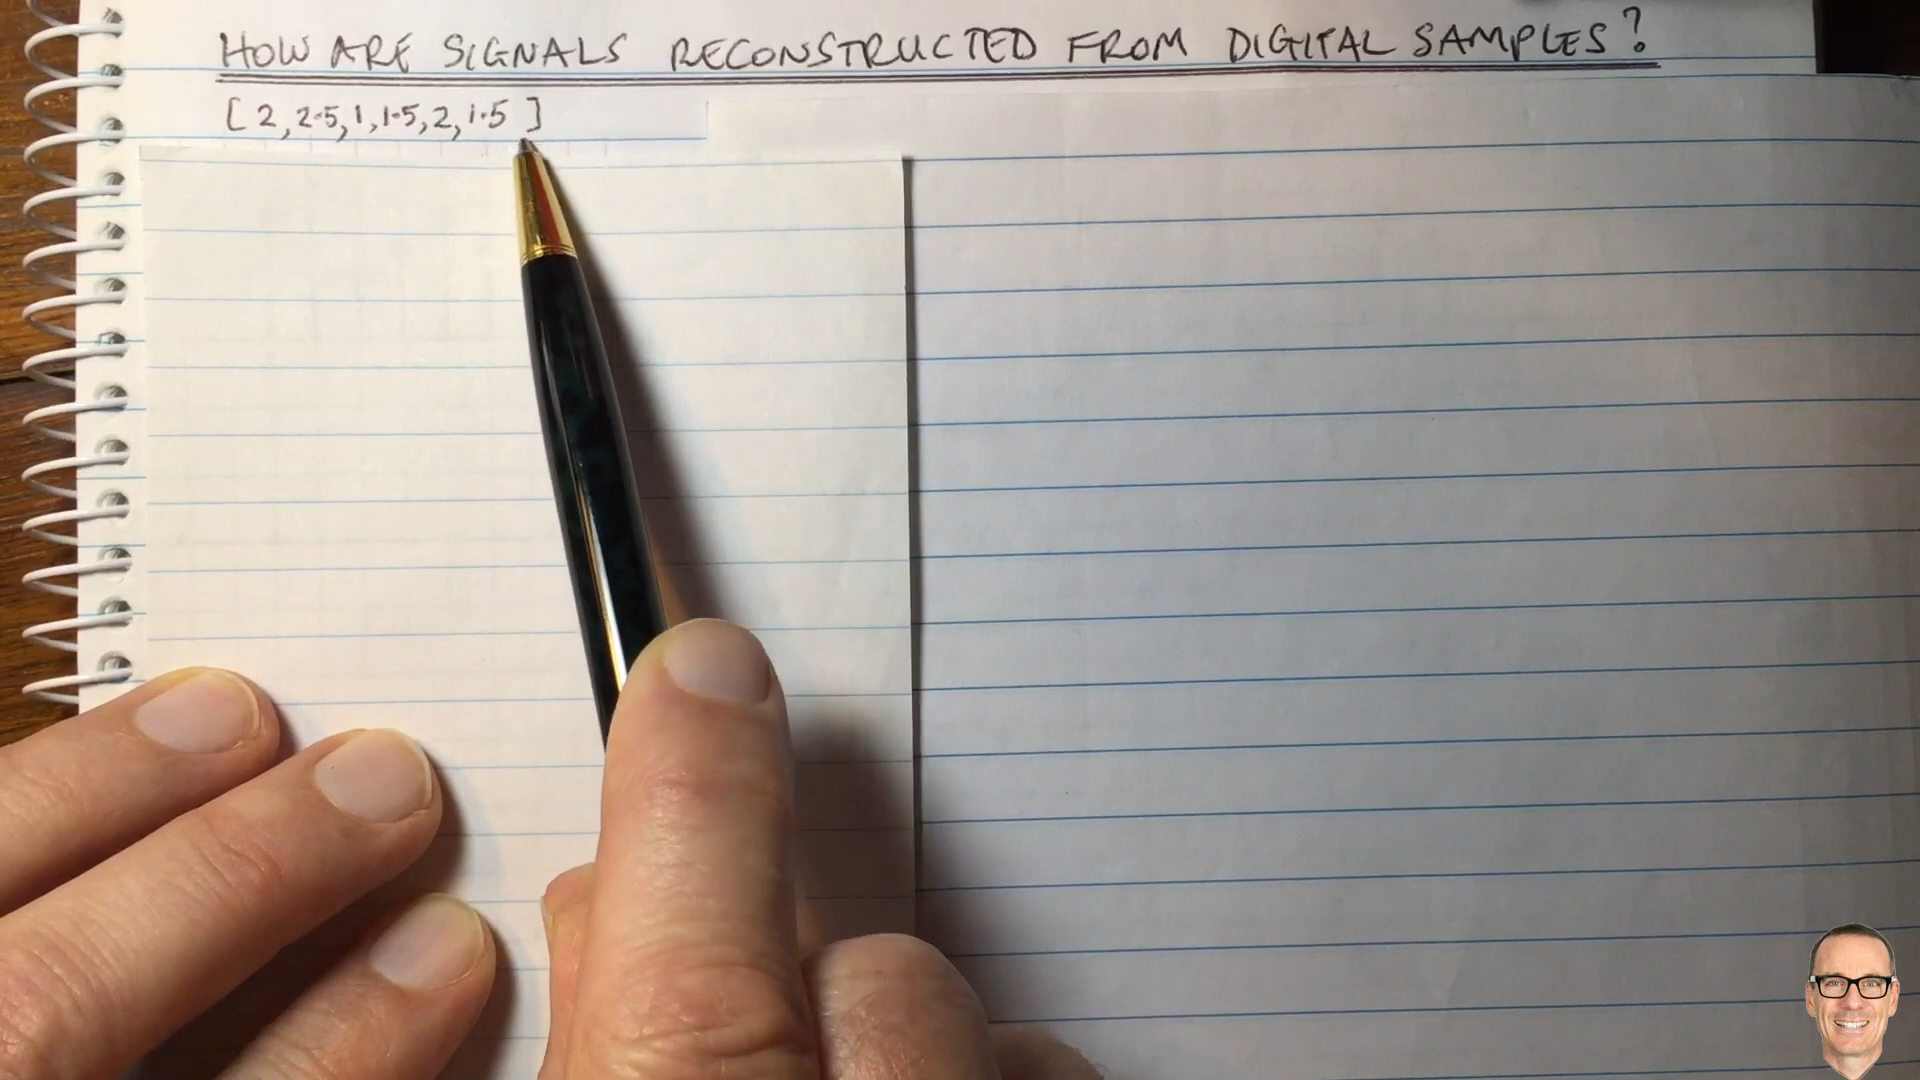 HOW ARE SIGNALS RECONSTRUCTED FROM DIGITAL SAMPLES?
[ 2, 2.5, 1, 1.5, 2, 1.5 ]